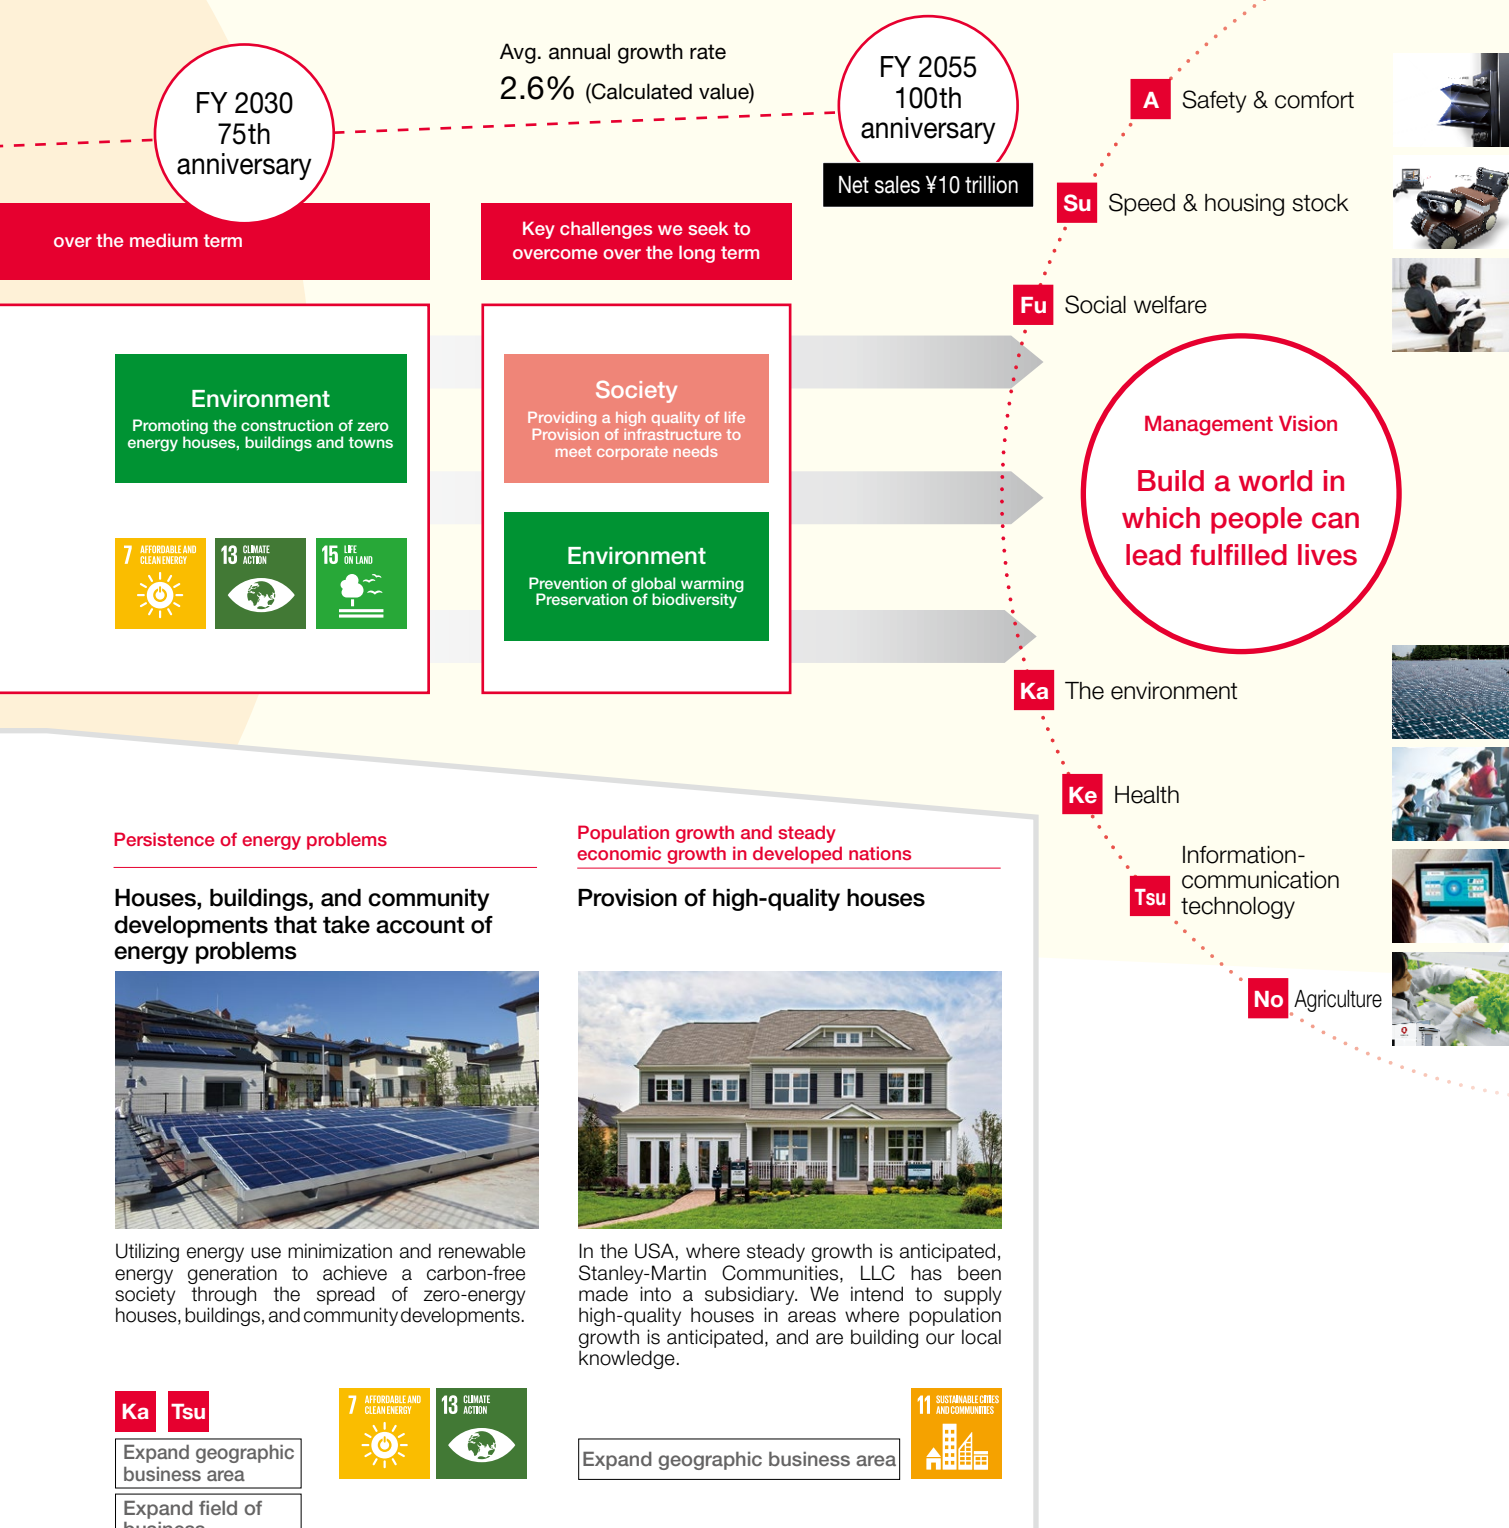 Avg. annual growth rate
2.6% (Calculated value)
FY 2030
75th
anniversary
FY 2055
100th
anniversary
Net sales ¥10 trillion
over the medium term
Key challenges we seek to
overcome over the long term
Environment
Promoting the construction of zero
energy houses, buildings and towns
7 AFFORDABLE AND
CLEAN ENERGY
13 CLIMATE
ACTION
15 LIFE
ON LAND
Society
Providing a high quality of life
Provision of infrastructure to
meet corporate needs
Environment
Prevention of global warming
Preservation of biodiversity
A Safety & comfort
Su Speed & housing stock
Fu Social welfare
Management Vision
Build a world in
which people can
lead fulfilled lives
Ka The environment
Ke Health
Tsu Information-
communication
technology
No Agriculture
Persistence of energy problems
Houses, buildings, and community
developments that take account of
energy problems
Utilizing energy use minimization and renewable
energy generation to achieve a carbon-free
society through the spread of zero-energy
houses, buildings, and community developments.
Ka Tsu
Expand geographic
business area
Expand field of
business
7 AFFORDABLE AND
CLEAN ENERGY
13 CLIMATE
ACTION
Population growth and steady
economic growth in developed nations
Provision of high-quality houses
In the USA, where steady growth is anticipated,
Stanley-Martin Communities, LLC has been
made into a subsidiary. We intend to supply
high-quality houses in areas where population
growth is anticipated, and are building our local
knowledge.
Expand geographic business area
11 SUSTAINABLE CITIES
AND COMMUNITIES